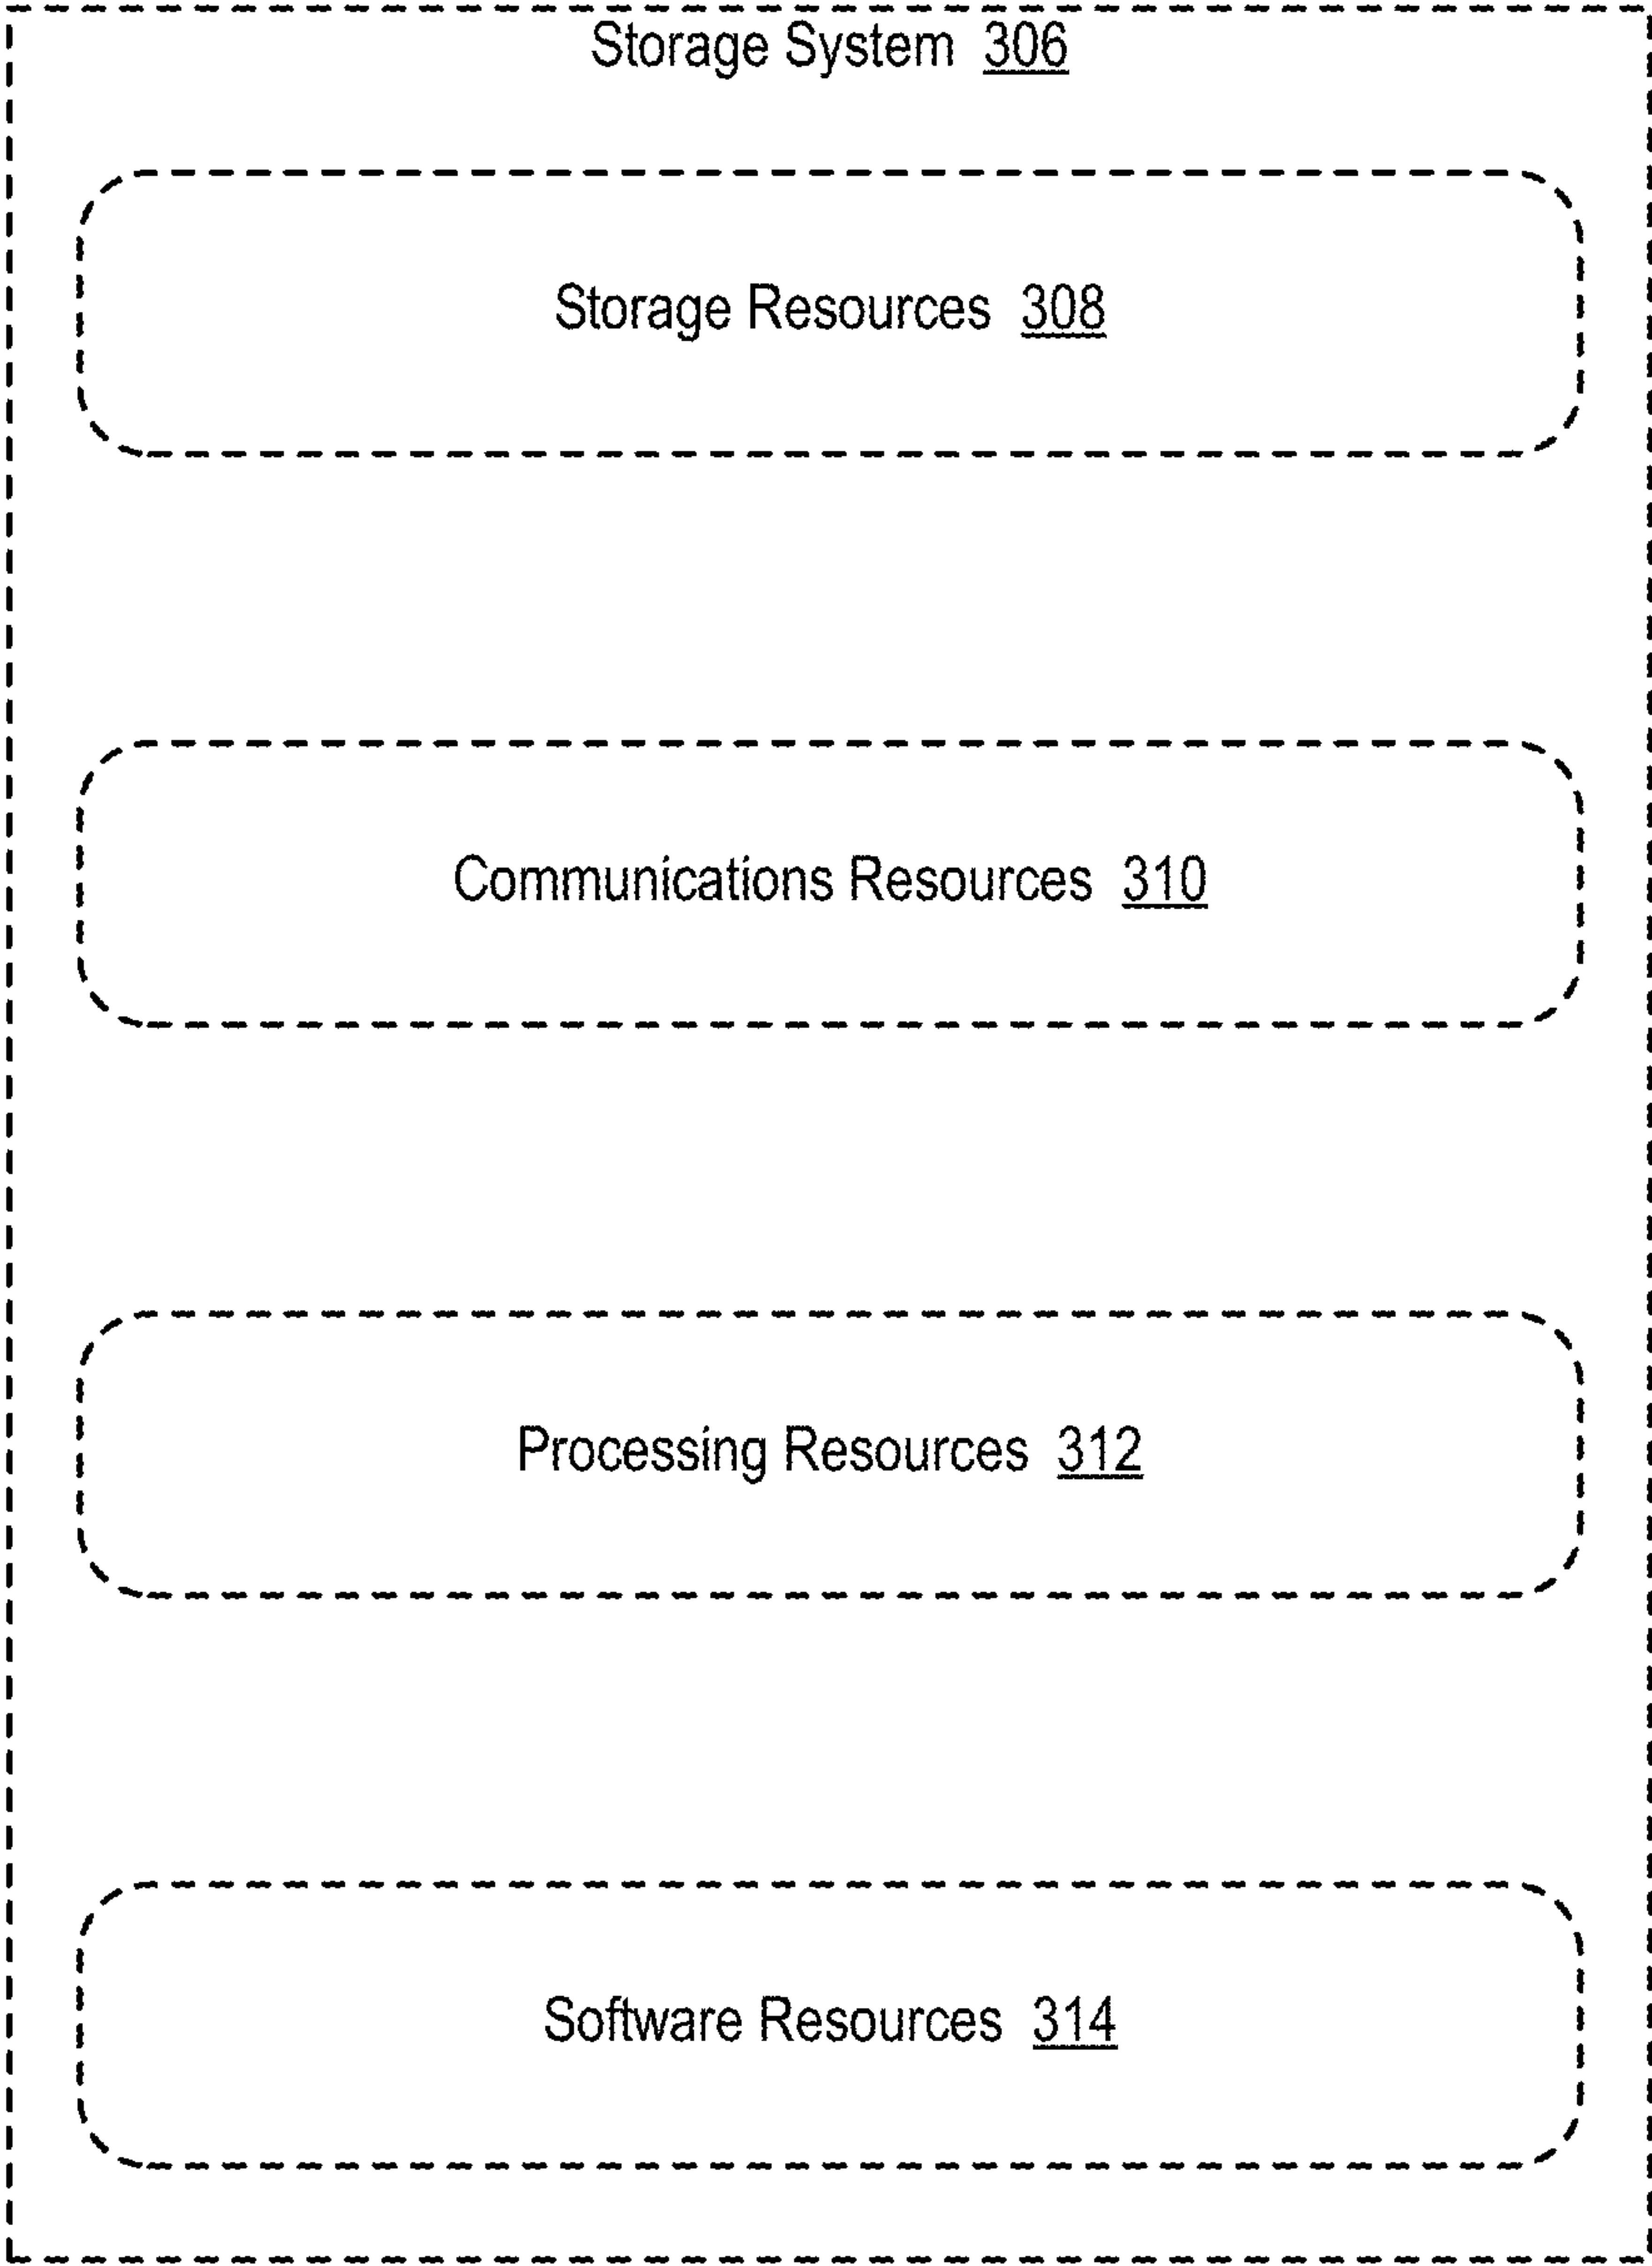 Storage System 306
Storage Resources 308
Communications Resources 310
Processing Resources 312
Software Resources 314